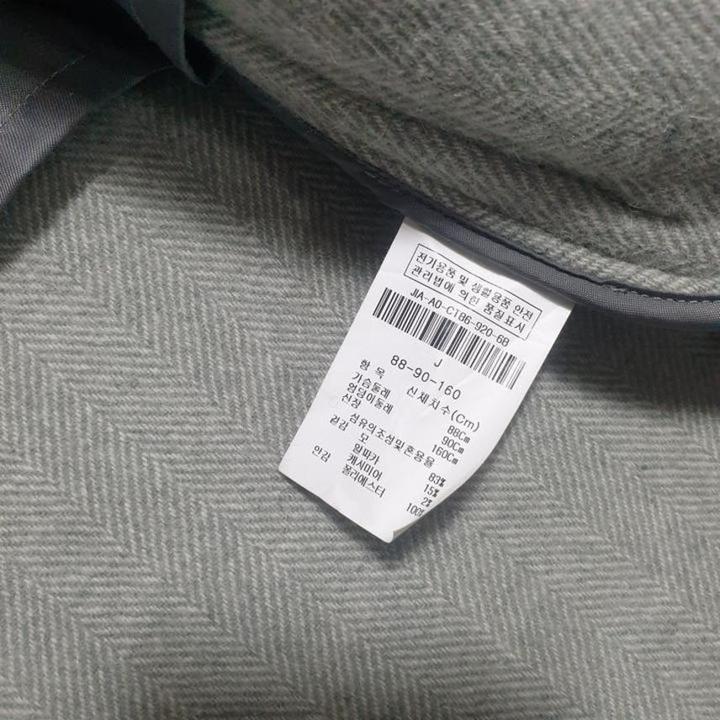 전기용품 및 생활용품 안전
관리법에 의한 품질표시
JIA-A0-CT86-920-6B
J
88-90-160
항 목 신체치수(Cm)
가슴둘레 88Cm
엉덩이둘레 90Cm
신장 160Cm
섬유의조성및혼용율
겉감 모 83%
알파카 15%
캐시미어 2%
안감 폴리에스터 100%